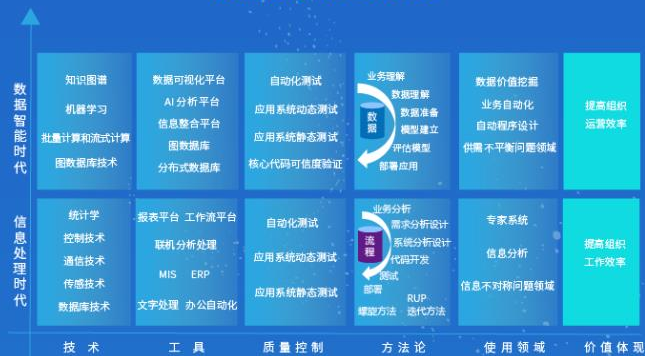 数据智能时代
知识图谱
机器学习
批量计算和流式计算
图数据库技术
数据可视化平台
AI分析平台
信息整合平台
图数据库
分布式数据库
自动化测试
应用系统动态测试
应用系统静态测试
核心代码可信度验证
业务理解
数据理解
数据准备
模型建立
评估模型
部署应用
数据
数据价值挖掘
业务自动化
自动程序设计
供需不平衡问题领域
提高组织
运营效率
信息处理时代
统计学
控制技术
通信技术
传感技术
数据库技术
报表平台 工作流平台
联机分析处理
MIS ERP
文字处理 办公自动化
自动化测试
应用系统动态测试
应用系统静态测试
业务分析
需求分析设计
系统分析设计
代码开发
测试
部署
流程
RUP
螺旋方法 迭代方法
专家系统
信息分析
信息不对称问题领域
提高组织
工作效率
技术 工具 质量控制 方法论 使用领域 价值体现